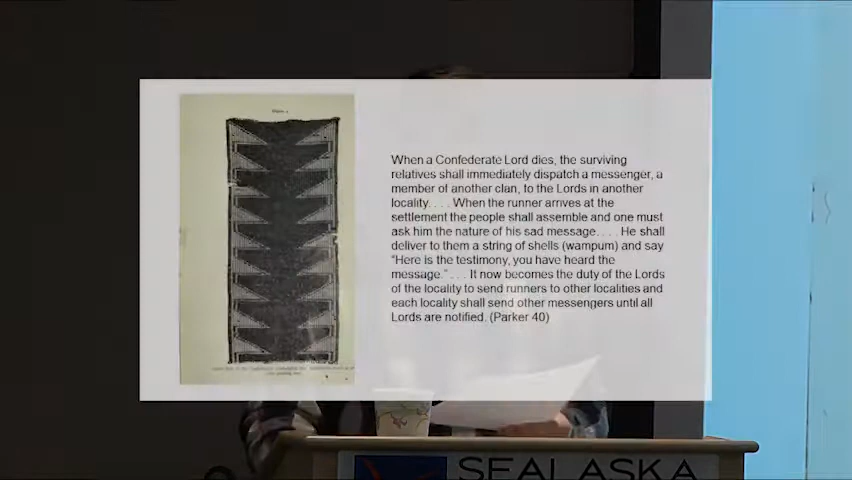 When a Confederate Lord dies, the surviving
relatives shall immediately dispatch a messenger, a
member of another clan, to the Lords in another
locality. . . . When the runner arrives at the
settlement the people shall assemble and one must
ask him the nature of his sad message. . . . He shall
deliver to them a string of shells (wampum) and say
“Here is the testimony, you have heard the
message.” . . . It now becomes the duty of the Lords
of the locality to send runners to other localities and
each locality shall send other messengers until all
Lords are notified. (Parker 40)
SEALASKA